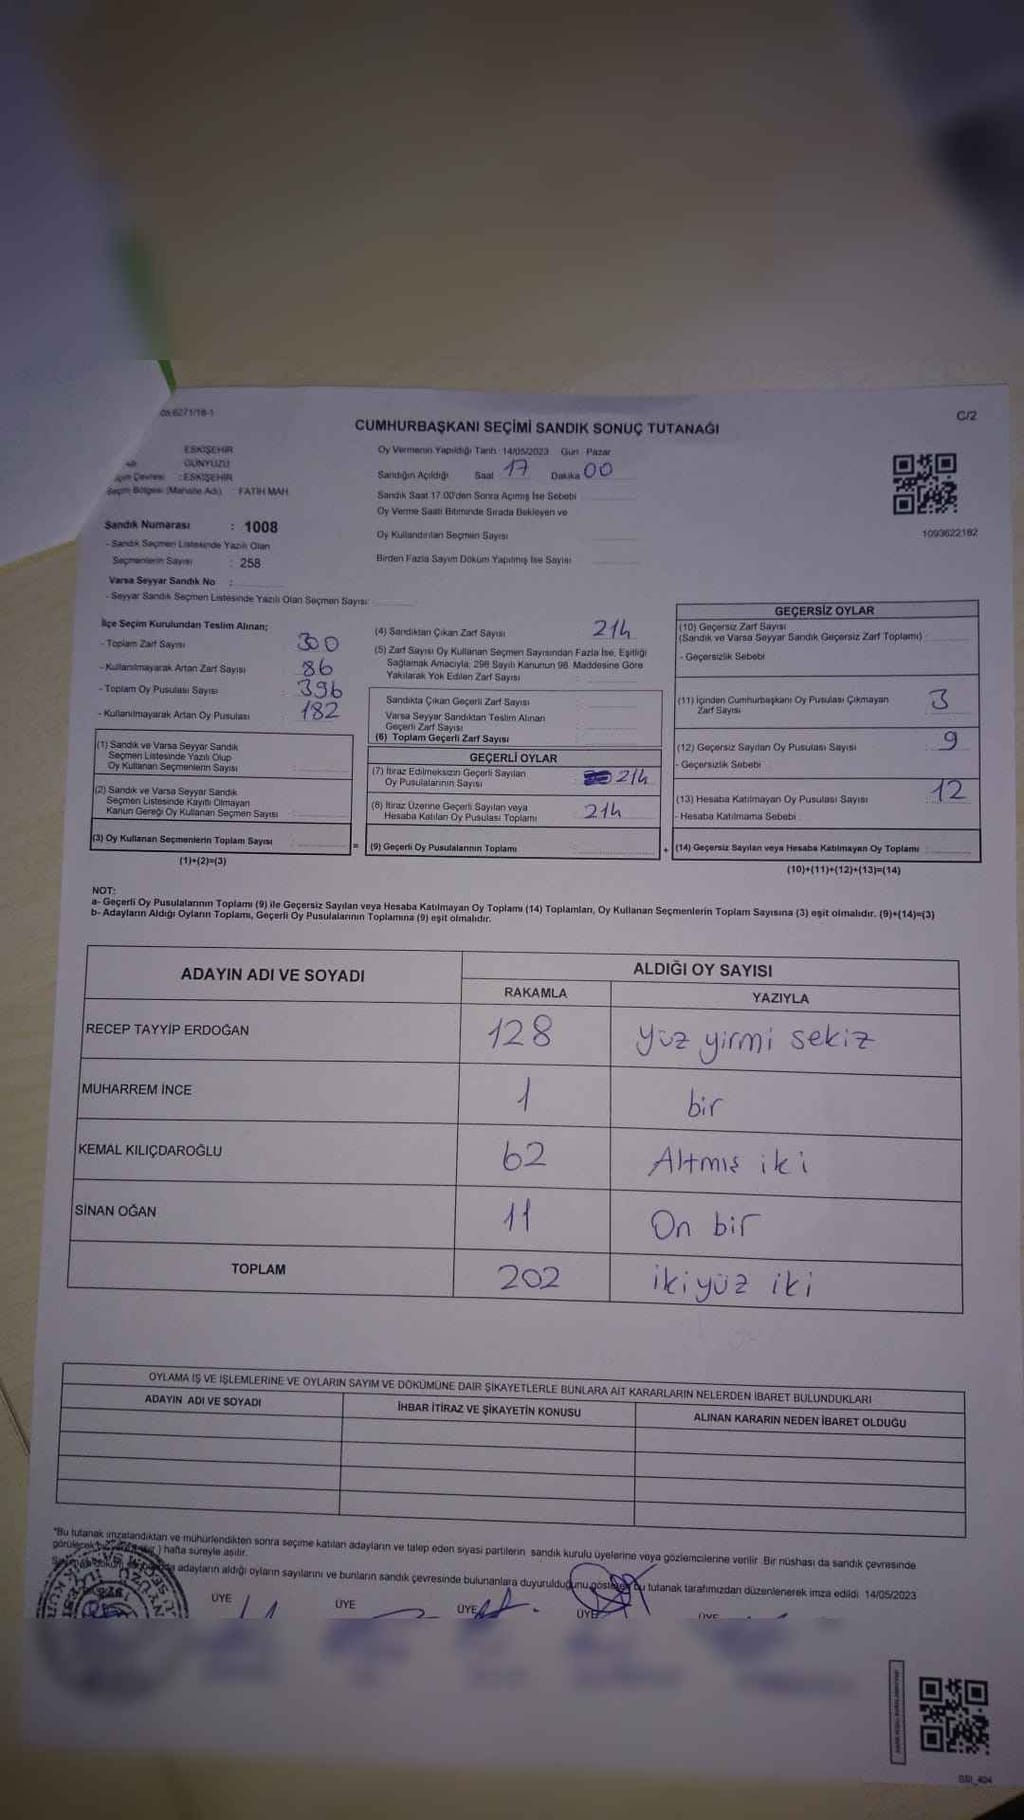 6271/18-1
C/2
CUMHURBAŞKANI SEÇİMİ SANDIK SONUÇ TUTANAĞI
ESKİŞEHİR
GÜNYÜZÜ
Seçim Çevresi : ESKİŞEHİR
Seçim Bölgesi (Mahalle Adı) : FATİH MAH.
Oy Vermenin Yapıldığı Tarih : 14/05/2023 Gün : Pazar
Sandığın Açıldığı Saat 17 Dakika 00
Sandık Saat 17.00'den Sonra Açımış İse Sebebi
Oy Verme Saati Bitiminde Sırada Bekleyen ve
Oy Kullandırılan Seçmen Sayısı
Birden Fazla Sayım Döküm Yapılmış İse Sayısı
1093622182
Sandık Numarası : 1008
- Sandık Seçmen Listesinde Yazılı Olan
Seçmenlerin Sayısı : 258
Varsa Seyyar Sandık No :
- Seyyar Sandık Seçmen Listesinde Yazılı Olan Seçmen Sayısı:
İlçe Seçim Kurulundan Teslim Alınan;
- Toplam Zarf Sayısı : 300
- Kullanılmayarak Artan Zarf Sayısı : 86
- Toplam Oy Pusulası Sayısı : 396
- Kullanılmayarak Artan Oy Pusulası : 182
(1) Sandık ve Varsa Seyyar Sandık
Seçmen Listesinde Yazılı Olup
Oy Kullanan Seçmenlerin Sayısı
(2) Sandık ve Varsa Seyyar Sandık
Seçmen Listesinde Kayıtlı Olmayan
Kanun Gereği Oy Kullanan Seçmen Sayısı
(3) Oy Kullanan Seçmenlerin Toplam Sayısı
(1)+(2)=(3)
(4) Sandıktan Çıkan Zarf Sayısı : 214
(5) Zarf Sayısı Oy Kullanan Seçmen Sayısından Fazla İse, Eşitliği
Sağlamak Amacıyla, 298 Sayılı Kanunun 98. Maddesine Göre
Yakılarak Yok Edilen Zarf Sayısı
Sandıkta Çıkan Geçerli Zarf Sayısı
Varsa Seyyar Sandıktan Teslim Alınan
Geçerli Zarf Sayısı
(6) Toplam Geçerli Zarf Sayısı
GEÇERLİ OYLAR
(7) İtiraz Edilmeksizin Geçerli Sayılan
Oy Pusulalarının Sayısı 214
(8) İtiraz Üzerine Geçerli Sayılan veya
Hesaba Katılan Oy Pusulası Toplamı 214
= (9) Geçerli Oy Pusulalarının Toplamı
GEÇERSİZ OYLAR
(10) Geçersiz Zarf Sayısı
(Sandık ve Varsa Seyyar Sandık Geçersiz Zarf Toplamı)
- Geçersizlik Sebebi
(11) İçinden Cumhurbaşkanı Oy Pusulası Çıkmayan
Zarf Sayısı 3
(12) Geçersiz Sayılan Oy Pusulası Sayısı 9
- Geçersizlik Sebebi
(13) Hesaba Katılmayan Oy Pusulası Sayısı 12
- Hesaba Katılmama Sebebi
+ (14) Geçersiz Sayılan veya Hesaba Katılmayan Oy Toplamı
(10)+(11)+(12)+(13)=(14)
NOT:
a- Geçerli Oy Pusulalarının Toplamı (9) ile Geçersiz Sayılan veya Hesaba Katılmayan Oy Toplamı (14) Toplamları, Oy Kullanan Seçmenlerin Toplam Sayısına (3) eşit olmalıdır. (9)+(14)=(3)
b- Adayların Aldığı Oyların Toplamı, Geçerli Oy Pusulalarının Toplamına (9) eşit olmalıdır.
ADAYIN ADI VE SOYADI ALDIĞI OY SAYISI
RAKAMLA YAZIYLA
RECEP TAYYİP ERDOĞAN 128 Yüz yirmi sekiz
MUHARREM İNCE 1 bir
KEMAL KILIÇDAROĞLU 62 Altmış iki
SİNAN OĞAN 11 On bir
TOPLAM 202 iki yüz iki
OYLAMA İŞ VE İŞLEMLERİNE VE OYLARIN SAYIM VE DÖKÜMÜNE DAİR ŞİKAYETLERLE BUNLARA AİT KARARLARIN NELERDEN İBARET BULUNDUKLARI
ADAYIN ADI VE SOYADI İHBAR İTİRAZ VE ŞİKAYETİN KONUSU ALINAN KARARIN NEDEN İBARET OLDUĞU
"Bu tutanak imzalandıktan ve mühürlendikten sonra seçime katılan adayların ve talep eden siyasi partilerin sandık kurulu üyelerine veya gözlemcilerine verilir. Bir nüshası da sandık çevresinde
hafta süreyle asılır.
adayların aldığı oyların sayılarını ve bunların sandık çevresinde bulunanlara duyurulduğunu bu tutanak tarafımızdan düzenlenerek imza edildi. 14/05/2023
ÜYE ÜYE ÜYE ÜYE ÜYE